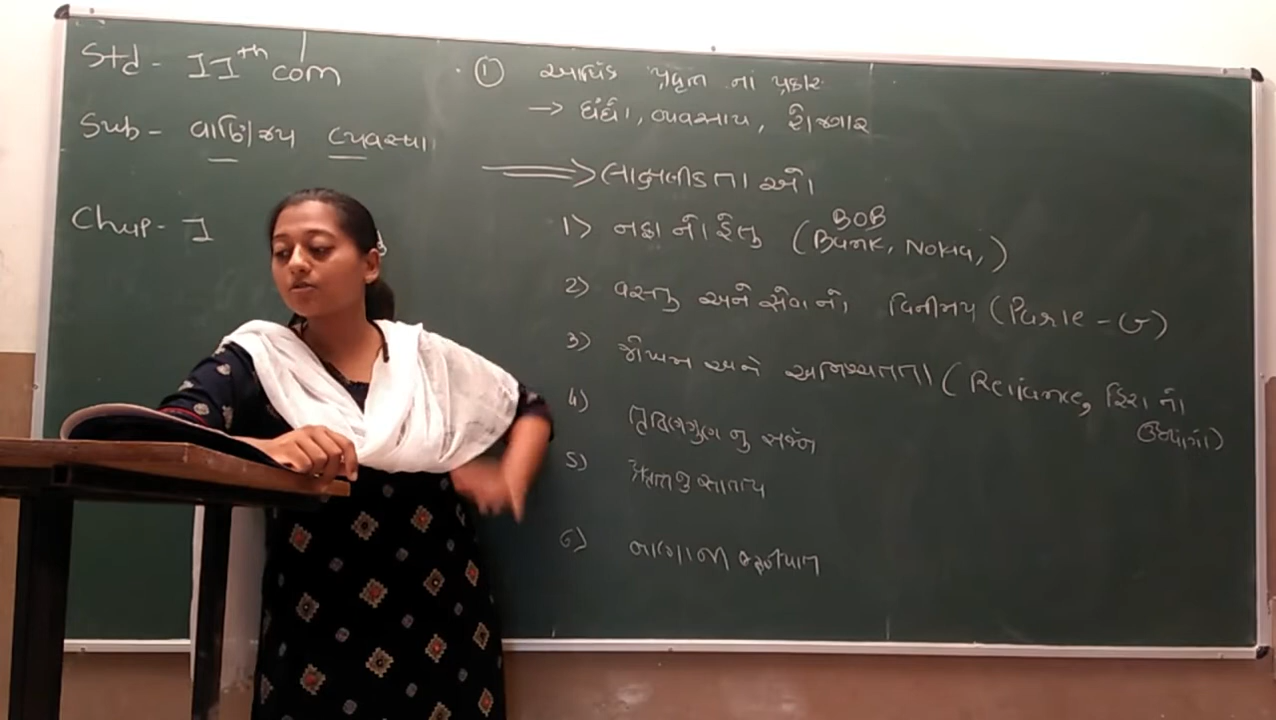 Std - 11th com
Sub - વાણિજ્ય વ્યવસ્થા
Chap - 1
① આર્થિક પ્રવૃત્તિ નાં પ્રકાર
→ ધંધો, વ્યવસાય, રોજગાર
⟹ લાક્ષણીકતા ઓ
1) નફા નો હેતુ (Bank, Nokia,)
BOB
2) વસ્તુ અને સેવા નો વિનીમય (Parle - G)
3) જોખમ અને અનિશ્ચિતતા (Reliance, હિરા નો
ઉદ્યોગ)
4) તુષ્ટિગુણ નુ સર્જન
5) નુ સાતત્ય
6)